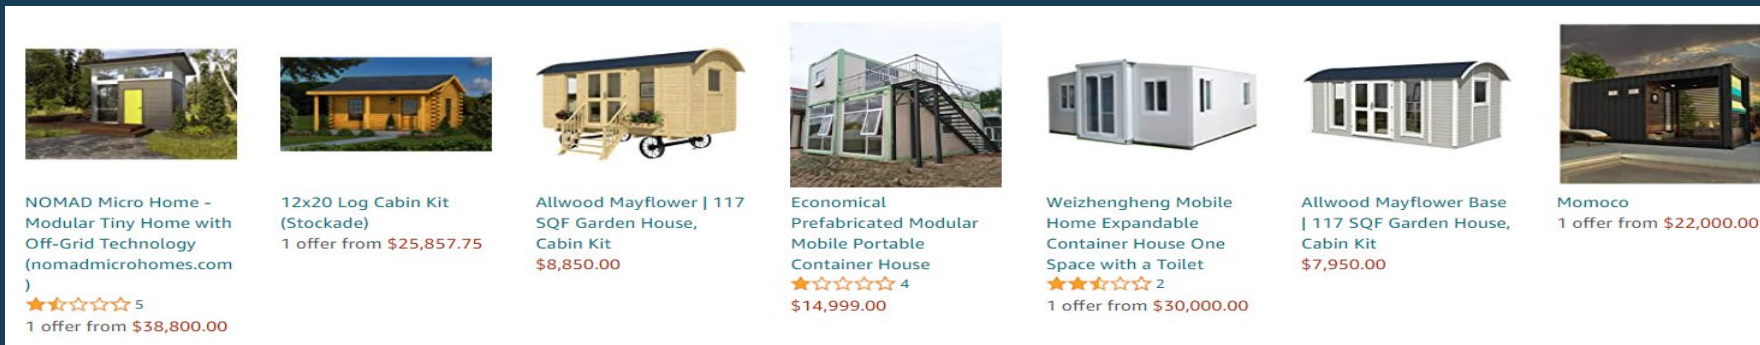 NOMAD Micro Home -
Modular Tiny Home with
Off-Grid Technology
(nomadmicrohomes.com
)
5
1 offer from $38,800.00
12x20 Log Cabin Kit
(Stockade)
1 offer from $25,857.75
Allwood Mayflower | 117
SQF Garden House,
Cabin Kit
$8,850.00
Economical
Prefabricated Modular
Mobile Portable
Container House
4
$14,999.00
Weizhengheng Mobile
Home Expandable
Container House One
Space with a Toilet
2
1 offer from $30,000.00
Allwood Mayflower Base
| 117 SQF Garden House,
Cabin Kit
$7,950.00
Momoco
1 offer from $22,000.00